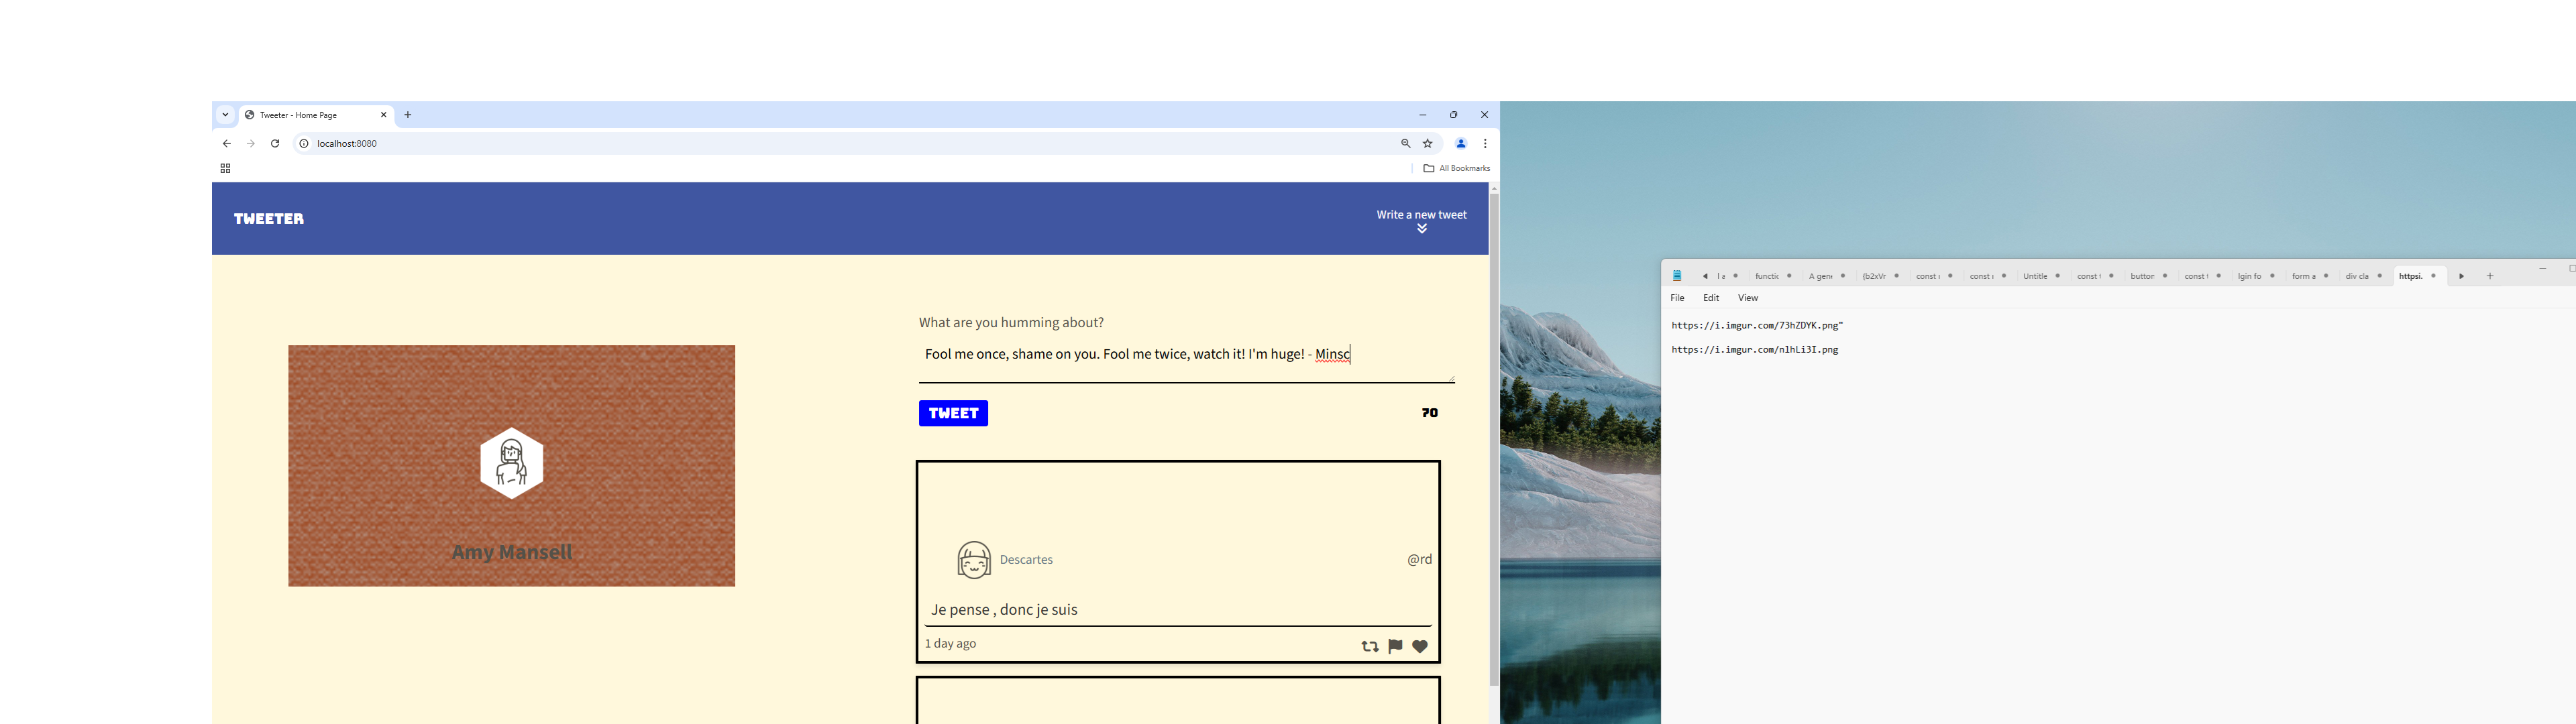 Tweeter - Home Page
localhost:8080
All Bookmarks
TWEETER
Write a new tweet
What are you humming about?
Fool me once, shame on you. Fool me twice, watch it! I'm huge! - Minsc
TWEET
70
Amy Mansell
Descartes
@rd
Je pense , donc je suis
1 day ago
I a
functic
A gene
(b2xVr
const
const
Untitle
const
buttor
const
lgin fo
form a
div cla
httpsi.
File
Edit
View
https://i.imgur.com/73hZDYK.png"
https://i.imgur.com/nlhLi3I.png